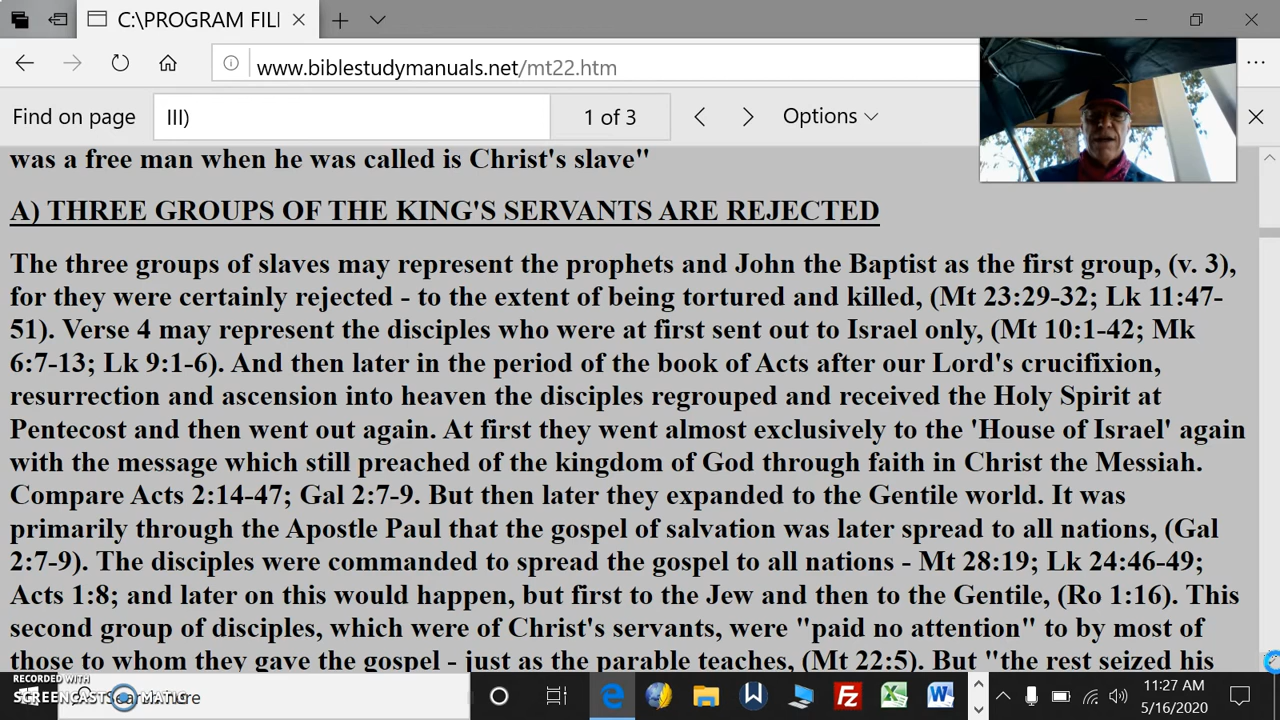 C:\PROGRAM FIL
www.biblestudymanuals.net/mt22.htm
Find on page
III)
1 of 3
Options
was a free man when he was called is Christ's slave"
A) THREE GROUPS OF THE KING'S SERVANTS ARE REJECTED
The three groups of slaves may represent the prophets and John the Baptist as the first group, (v. 3),
for they were certainly rejected - to the extent of being tortured and killed, (Mt 23:29-32; Lk 11:47-
51). Verse 4 may represent the disciples who were at first sent out to Israel only, (Mt 10:1-42; Mk
6:7-13; Lk 9:1-6). And then later in the period of the book of Acts after our Lord's crucifixion,
resurrection and ascension into heaven the disciples regrouped and received the Holy Spirit at
Pentecost and then went out again. At first they went almost exclusively to the 'House of Israel' again
with the message which still preached of the kingdom of God through faith in Christ the Messiah.
Compare Acts 2:14-47; Gal 2:7-9. But then later they expanded to the Gentile world. It was
primarily through the Apostle Paul that the gospel of salvation was later spread to all nations, (Gal
2:7-9). The disciples were commanded to spread the gospel to all nations - Mt 28:19; Lk 24:46-49;
Acts 1:8; and later on this would happen, but first to the Jew and then to the Gentile, (Ro 1:16). This
second group of disciples, which were of Christ's servants, were "paid no attention" to by most of
those to whom they gave the gospel - just as the parable teaches, (Mt 22:5). But "the rest seized his
RECORDED WITH
SCREENCAST MATIC
here
11:27 AM
5/16/2020